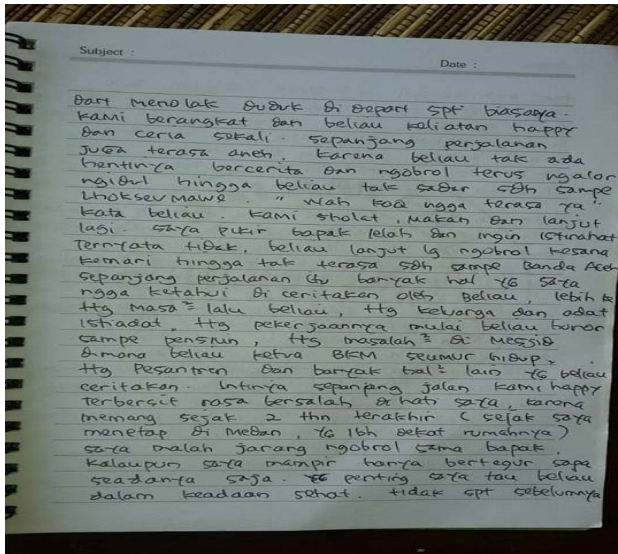 Subject :
Date :
dari menolak duduk di depan spt biasanya.
Kami berangkat dan beliau keliatan happy
dan ceria sekali. sepanjang perjalanan
juga terasa aneh, karena beliau tak ada
hentinya bercerita dan ngobrol terus ngalor
ngidul hingga beliau tak sadar sdh sampe
Lhokseumawe. "Wah koq ngga terasa ya"
kata beliau. Kami sholat, makan dan lanjut
lagi. saya pikir bapak lelah dan ingin istirahat
Ternyata tidak, beliau lanjut lg ngobrol kesana
kemari hingga tak terasa sdh sampe Banda Aceh
sepanjang perjalanan itu banyak hal yg saya
ngga ketahui di ceritakan oleh beliau, lebih ke
ttg masa² lalu beliau, ttg keluarga dan adat
istiadat, ttg pekerjaannya mulai beliau honor
sampe pensiun, ttg masalah² di Messjid
dimana beliau ketua BKM seumur hidup,
ttg Pesantren dan banyak hal² lain yg beliau
ceritakan. Intinya sepanjang jalan kami happy
terbersit rasa bersalah di hati saya, karena
memang sejak 2 thn terakhir (sejak saya
menetap di Medan, yg lbh dekat rumahnya)
saya malah jarang ngobrol sama bapak,
kalaupun saya mampir hanya bertegur sapa
seadanya saja. yg penting saya tau beliau
dalam keadaan sehat. tidak spt sebelumnya